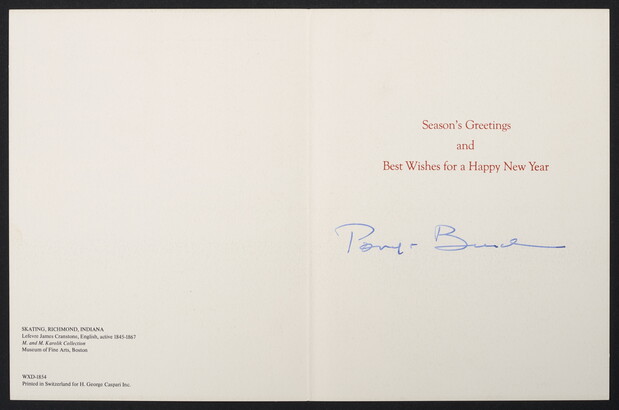 SKATING, RICHMOND, INDIANA
Lefevre James Cranstone, English, active 1845-1867
M. and M. Karolik Collection
Museum of Fine Arts, Boston
WXD-1854
Printed in Switzerland for H. George Caspari Inc.
Season's Greetings
and
Best Wishes for a Happy New Year